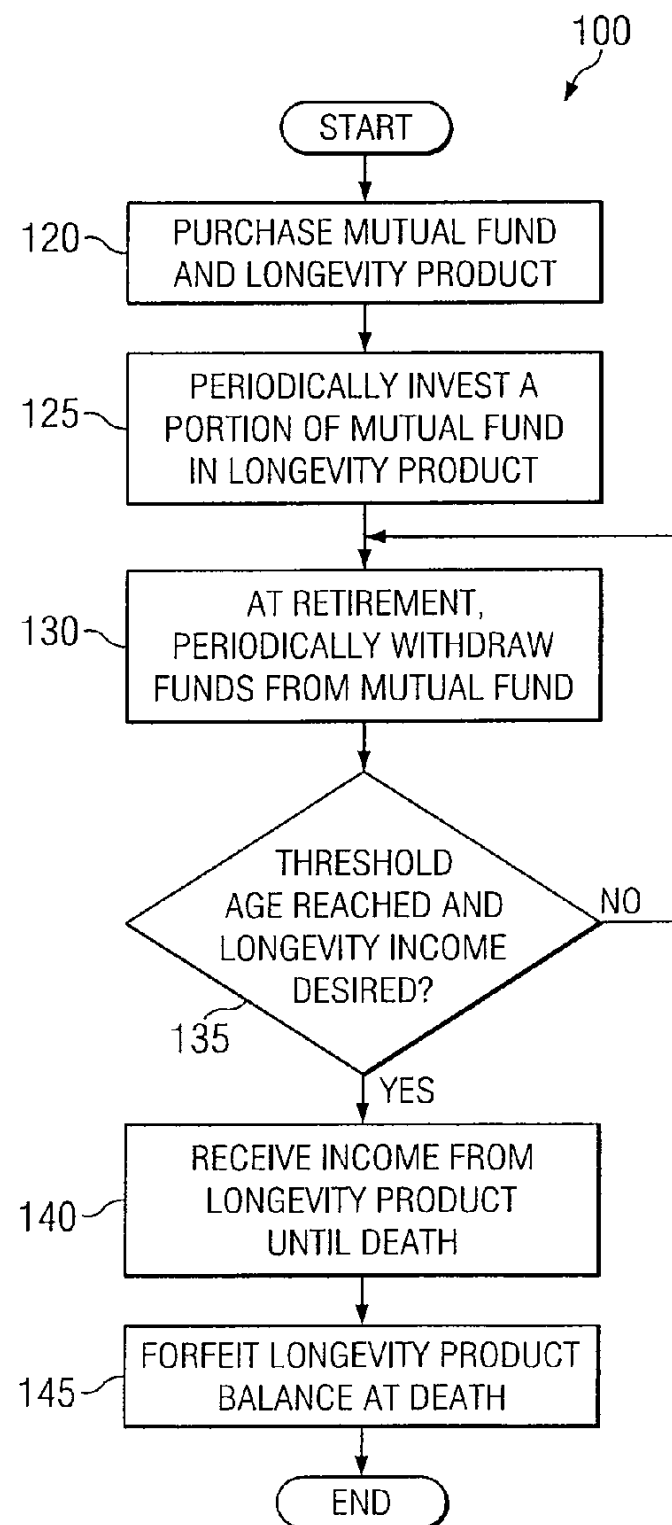 100
START
120
PURCHASE MUTUAL FUND
AND LONGEVITY PRODUCT
125
PERIODICALLY INVEST A
PORTION OF MUTUAL FUND
IN LONGEVITY PRODUCT
130
AT RETIREMENT,
PERIODICALLY WITHDRAW
FUNDS FROM MUTUAL FUND
THRESHOLD
AGE REACHED AND
LONGEVITY INCOME
DESIRED?
NO
135
YES
140
RECEIVE INCOME FROM
LONGEVITY PRODUCT
UNTIL DEATH
145
FORFEIT LONGEVITY PRODUCT
BALANCE AT DEATH
END